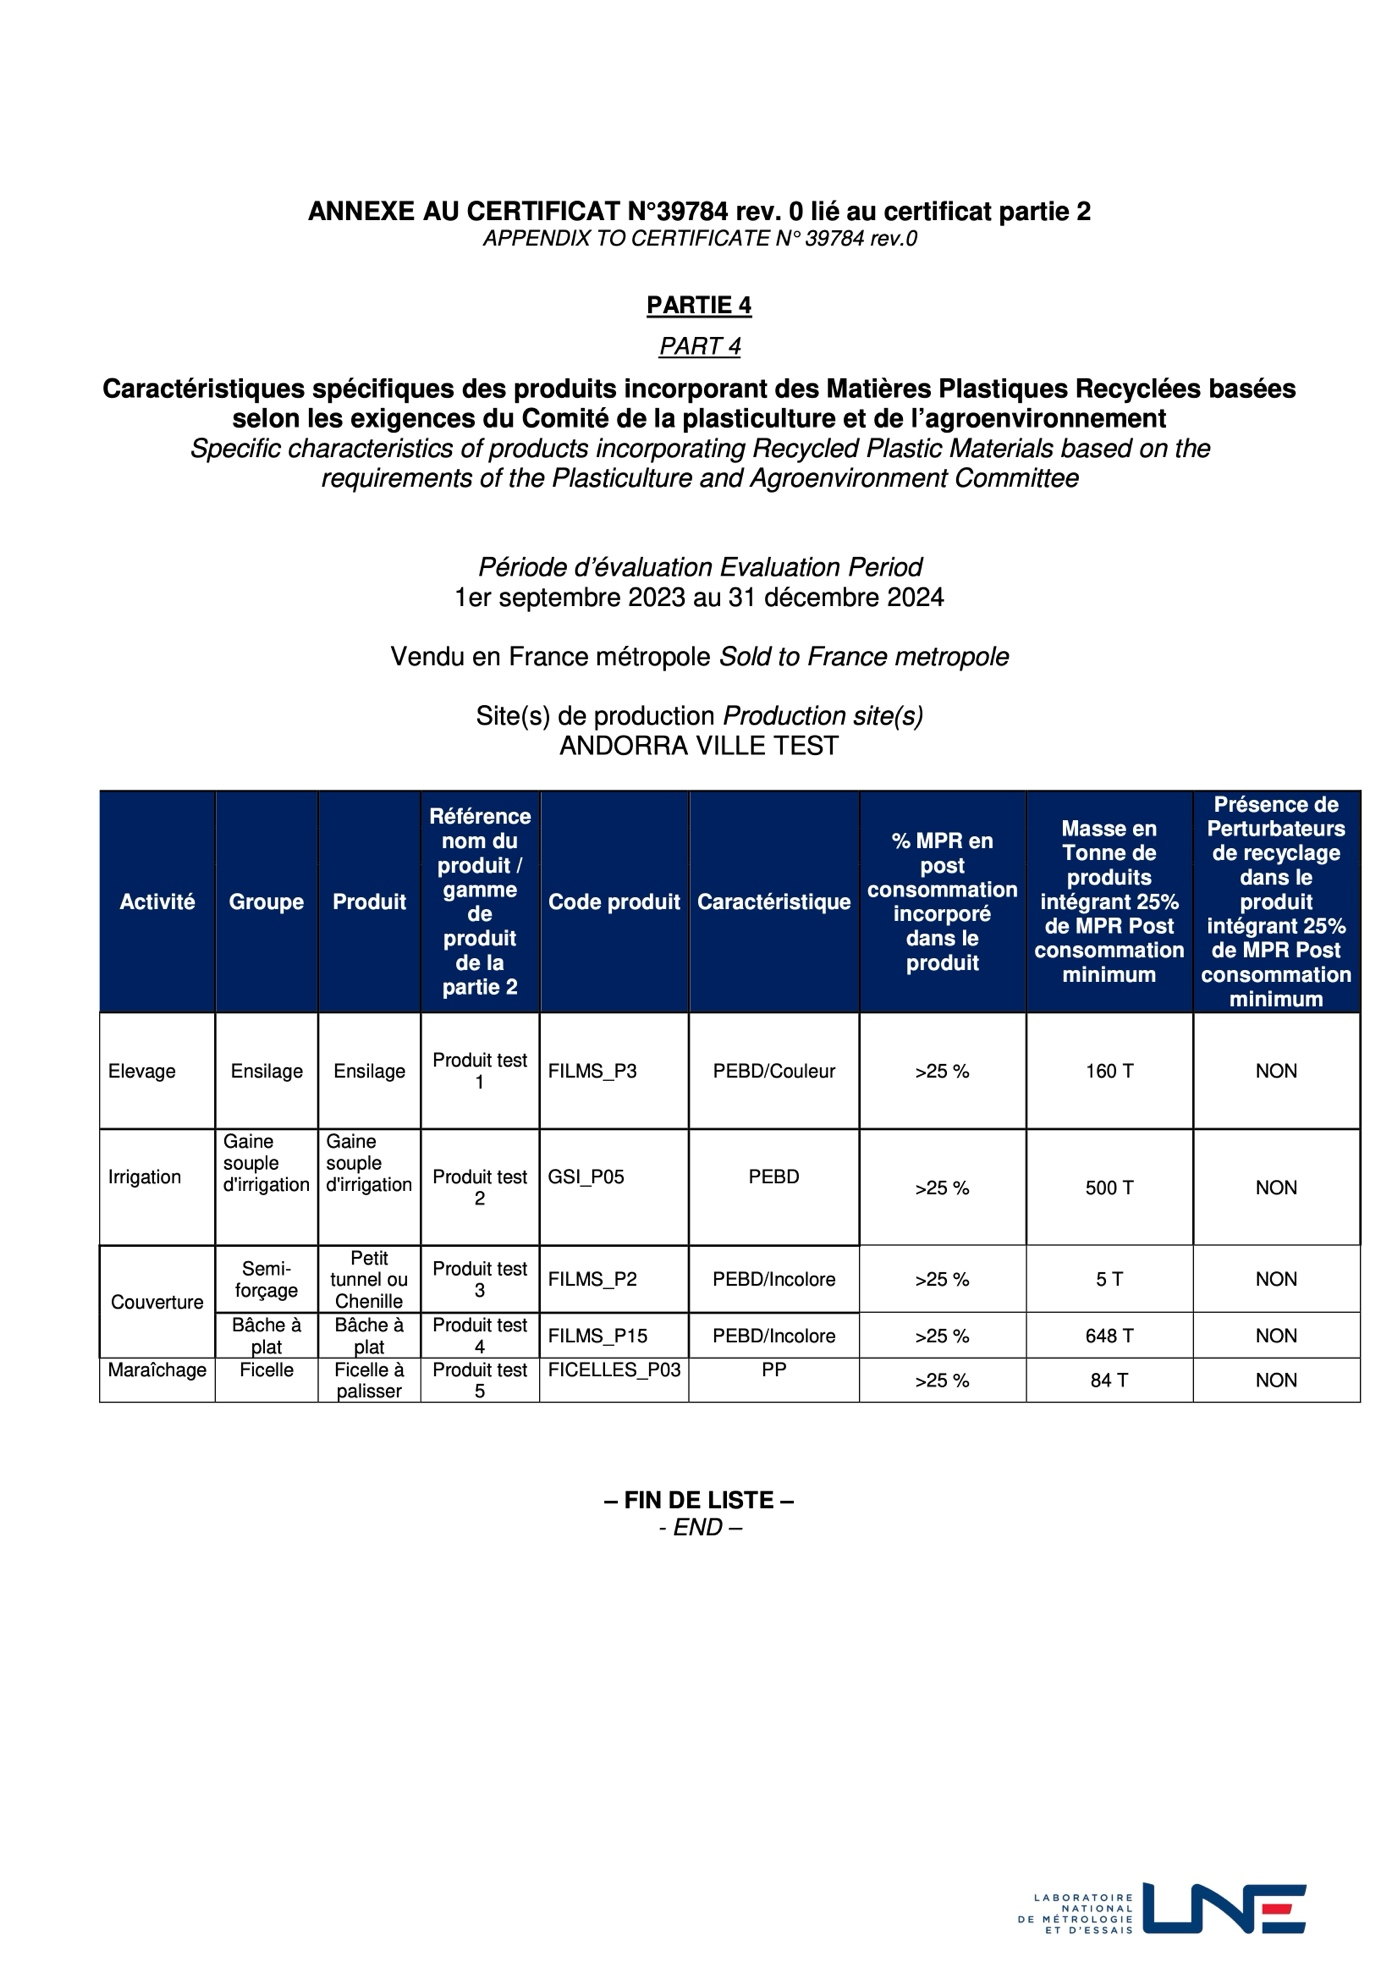 ANNEXE AU CERTIFICAT N°39784 rev. 0 lié au certificat partie 2
APPENDIX TO CERTIFICATE N° 39784 rev.0
PARTIE 4
PART 4
Caractéristiques spécifiques des produits incorporant des Matières Plastiques Recyclées basées
selon les exigences du Comité de la plasticulture et de l’agroenvironnement
Specific characteristics of products incorporating Recycled Plastic Materials based on the
requirements of the Plasticulture and Agroenvironment Committee
Période d’évaluation Evaluation Period
1er septembre 2023 au 31 décembre 2024
Vendu en France métropole Sold to France metropole
Site(s) de production Production site(s)
ANDORRA VILLE TEST
Activité
Groupe
Produit
Référence
nom du
produit /
gamme
de
produit
de la
partie 2
Code produit
Caractéristique
% MPR en
post
consommation
incorporé
dans le
produit
Masse en
Tonne de
produits
intégrant 25%
de MPR Post
consommation
minimum
Présence de
Perturbateurs
de recyclage
dans le
produit
intégrant 25%
de MPR Post
consommation
minimum
Elevage
Ensilage
Ensilage
Produit test
1
FILMS_P3
PEBD/Couleur
>25 %
160 T
NON
Irrigation
Gaine
souple
d'irrigation
Gaine
souple
d'irrigation
Produit test
2
GSI_P05
PEBD
>25 %
500 T
NON
Couverture
Semi-
forçage
Petit
tunnel ou
Chenille
Produit test
3
FILMS_P2
PEBD/Incolore
>25 %
5 T
NON
Bâche à
plat
Bâche à
plat
Produit test
4
FILMS_P15
PEBD/Incolore
>25 %
648 T
NON
Maraîchage
Ficelle
Ficelle à
palisser
Produit test
5
FICELLES_P03
PP
>25 %
84 T
NON
– FIN DE LISTE –
- END –
LABORATOIRE
NATIONAL
DE MÉTROLOGIE
ET D'ESSAIS
LNE